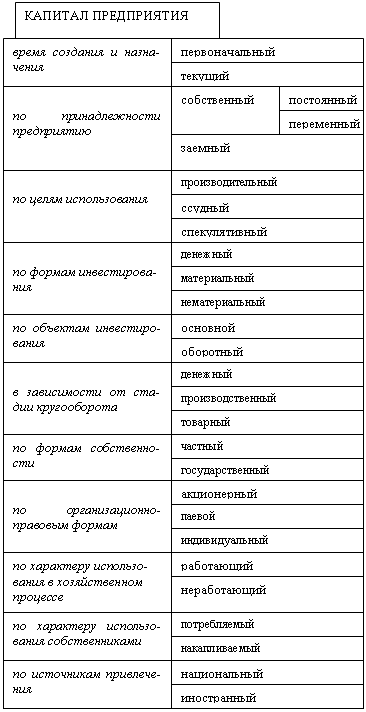 КАПИТАЛ ПРЕДПРИЯТИЯ
время создания и назна-
чения
первоначальный
текущий
по принадлежности
предприятию
собственный
постоянный
переменный
заемный
по целям использования
производительный
ссудный
спекулятивный
по формам инвестирова-
ния
денежный
материальный
нематериальный
по объектам инвестиро-
вания
основной
оборотный
в зависимости от ста-
дии кругооборота
денежный
производственный
товарный
по формам собственно-
сти
частный
государственный
по организационно-
правовым формам
акционерный
паевой
индивидуальный
по характеру использо-
вания в хозяйственном
процессе
работающий
неработающий
по характеру использо-
вания собственниками
потребляемый
накапливаемый
по источникам привлече-
ния
национальный
иностранный